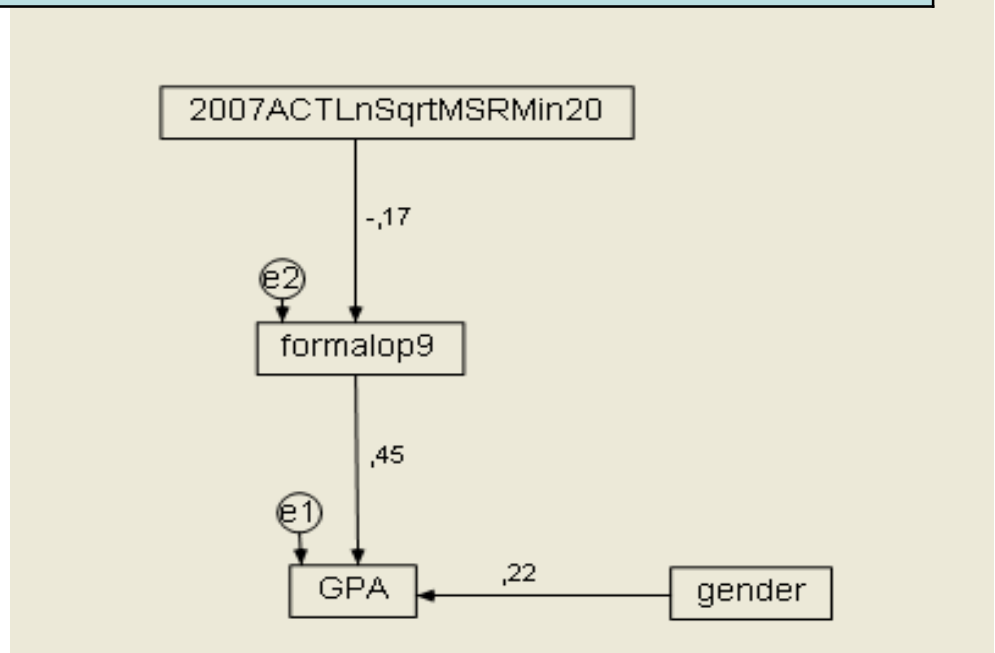 2007ACTLnSqrtMSRMin20
-,17
e2
formalop9
,45
e1
GPA
,22
gender